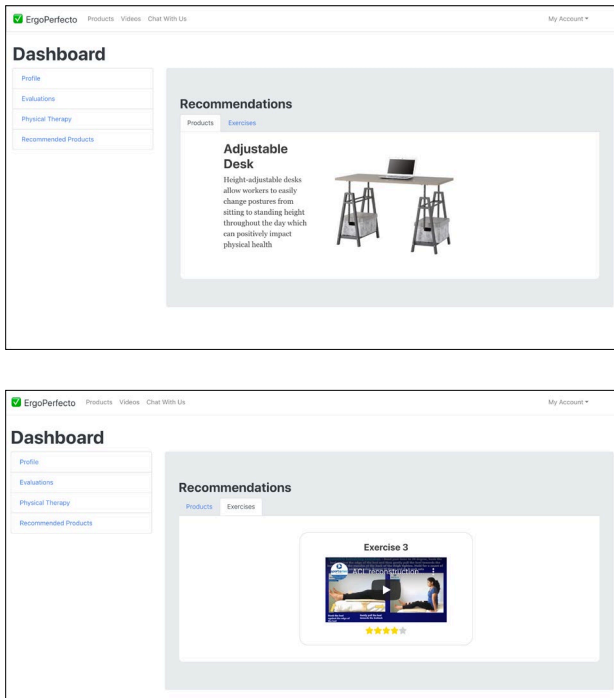 ErgoPerfecto Products Videos Chat With Us My Account
Dashboard
Profile
Evaluations
Physical Therapy
Recommended Products
Recommendations
Products Exercises
Adjustable
Desk
Height-adjustable desks
allow workers to easily
change postures from
sitting to standing height
throughout the day which
can positively impact
physical health
ErgoPerfecto Products Videos Chat With Us My Account
Dashboard
Profile
Evaluations
Physical Therapy
Recommended Products
Recommendations
Products Exercises
Exercise 3
ACL reconstruction